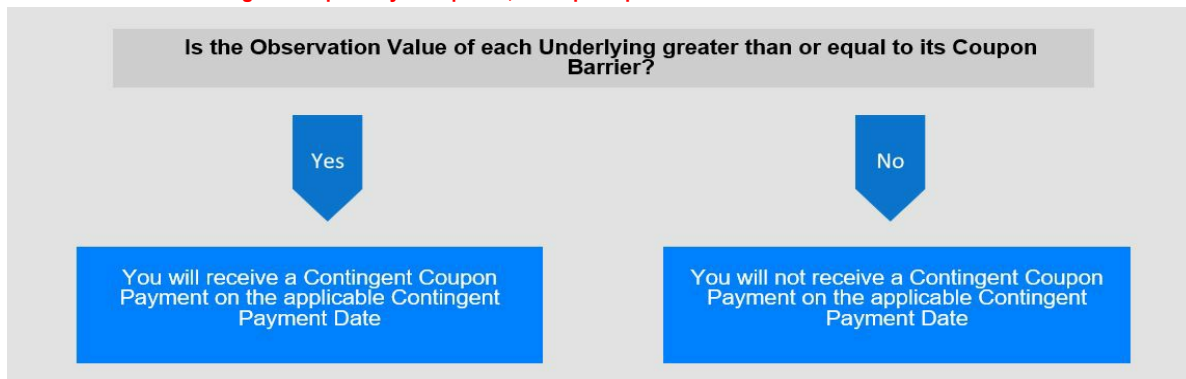 Is the Observation Value of each Underlying greater than or equal to its Coupon
Barrier?
Yes
No
You will receive a Contingent Coupon
Payment on the applicable Contingent
Payment Date
You will not receive a Contingent Coupon
Payment on the applicable Contingent
Payment Date